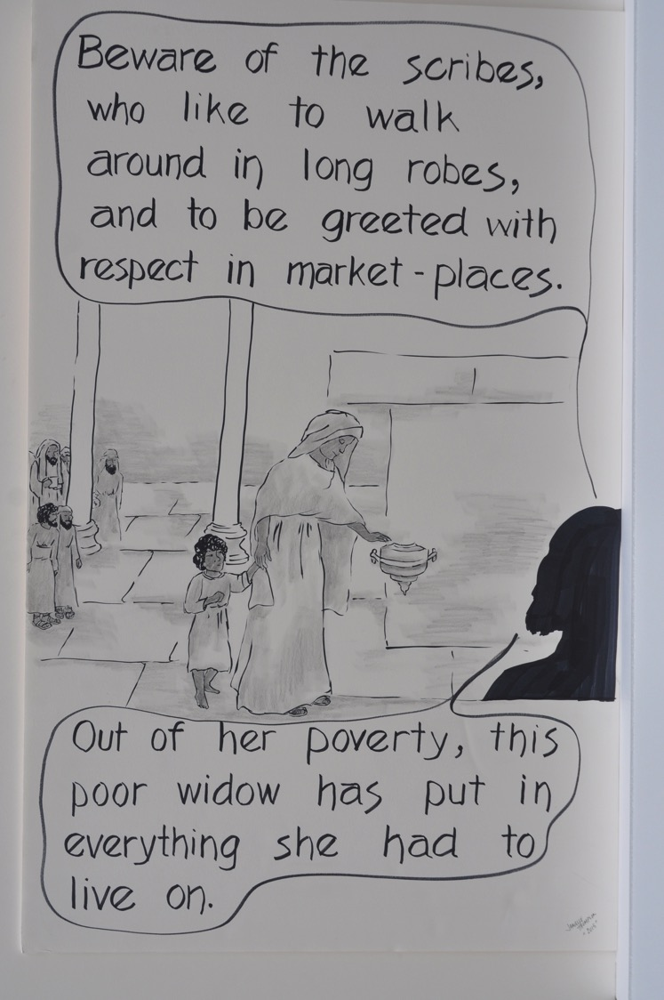 Beware of the scribes,
who like to walk
around in long robes,
and to be greeted with
respect in market-places.
Out of her poverty, this
poor widow has put in
everything she had to
live on.